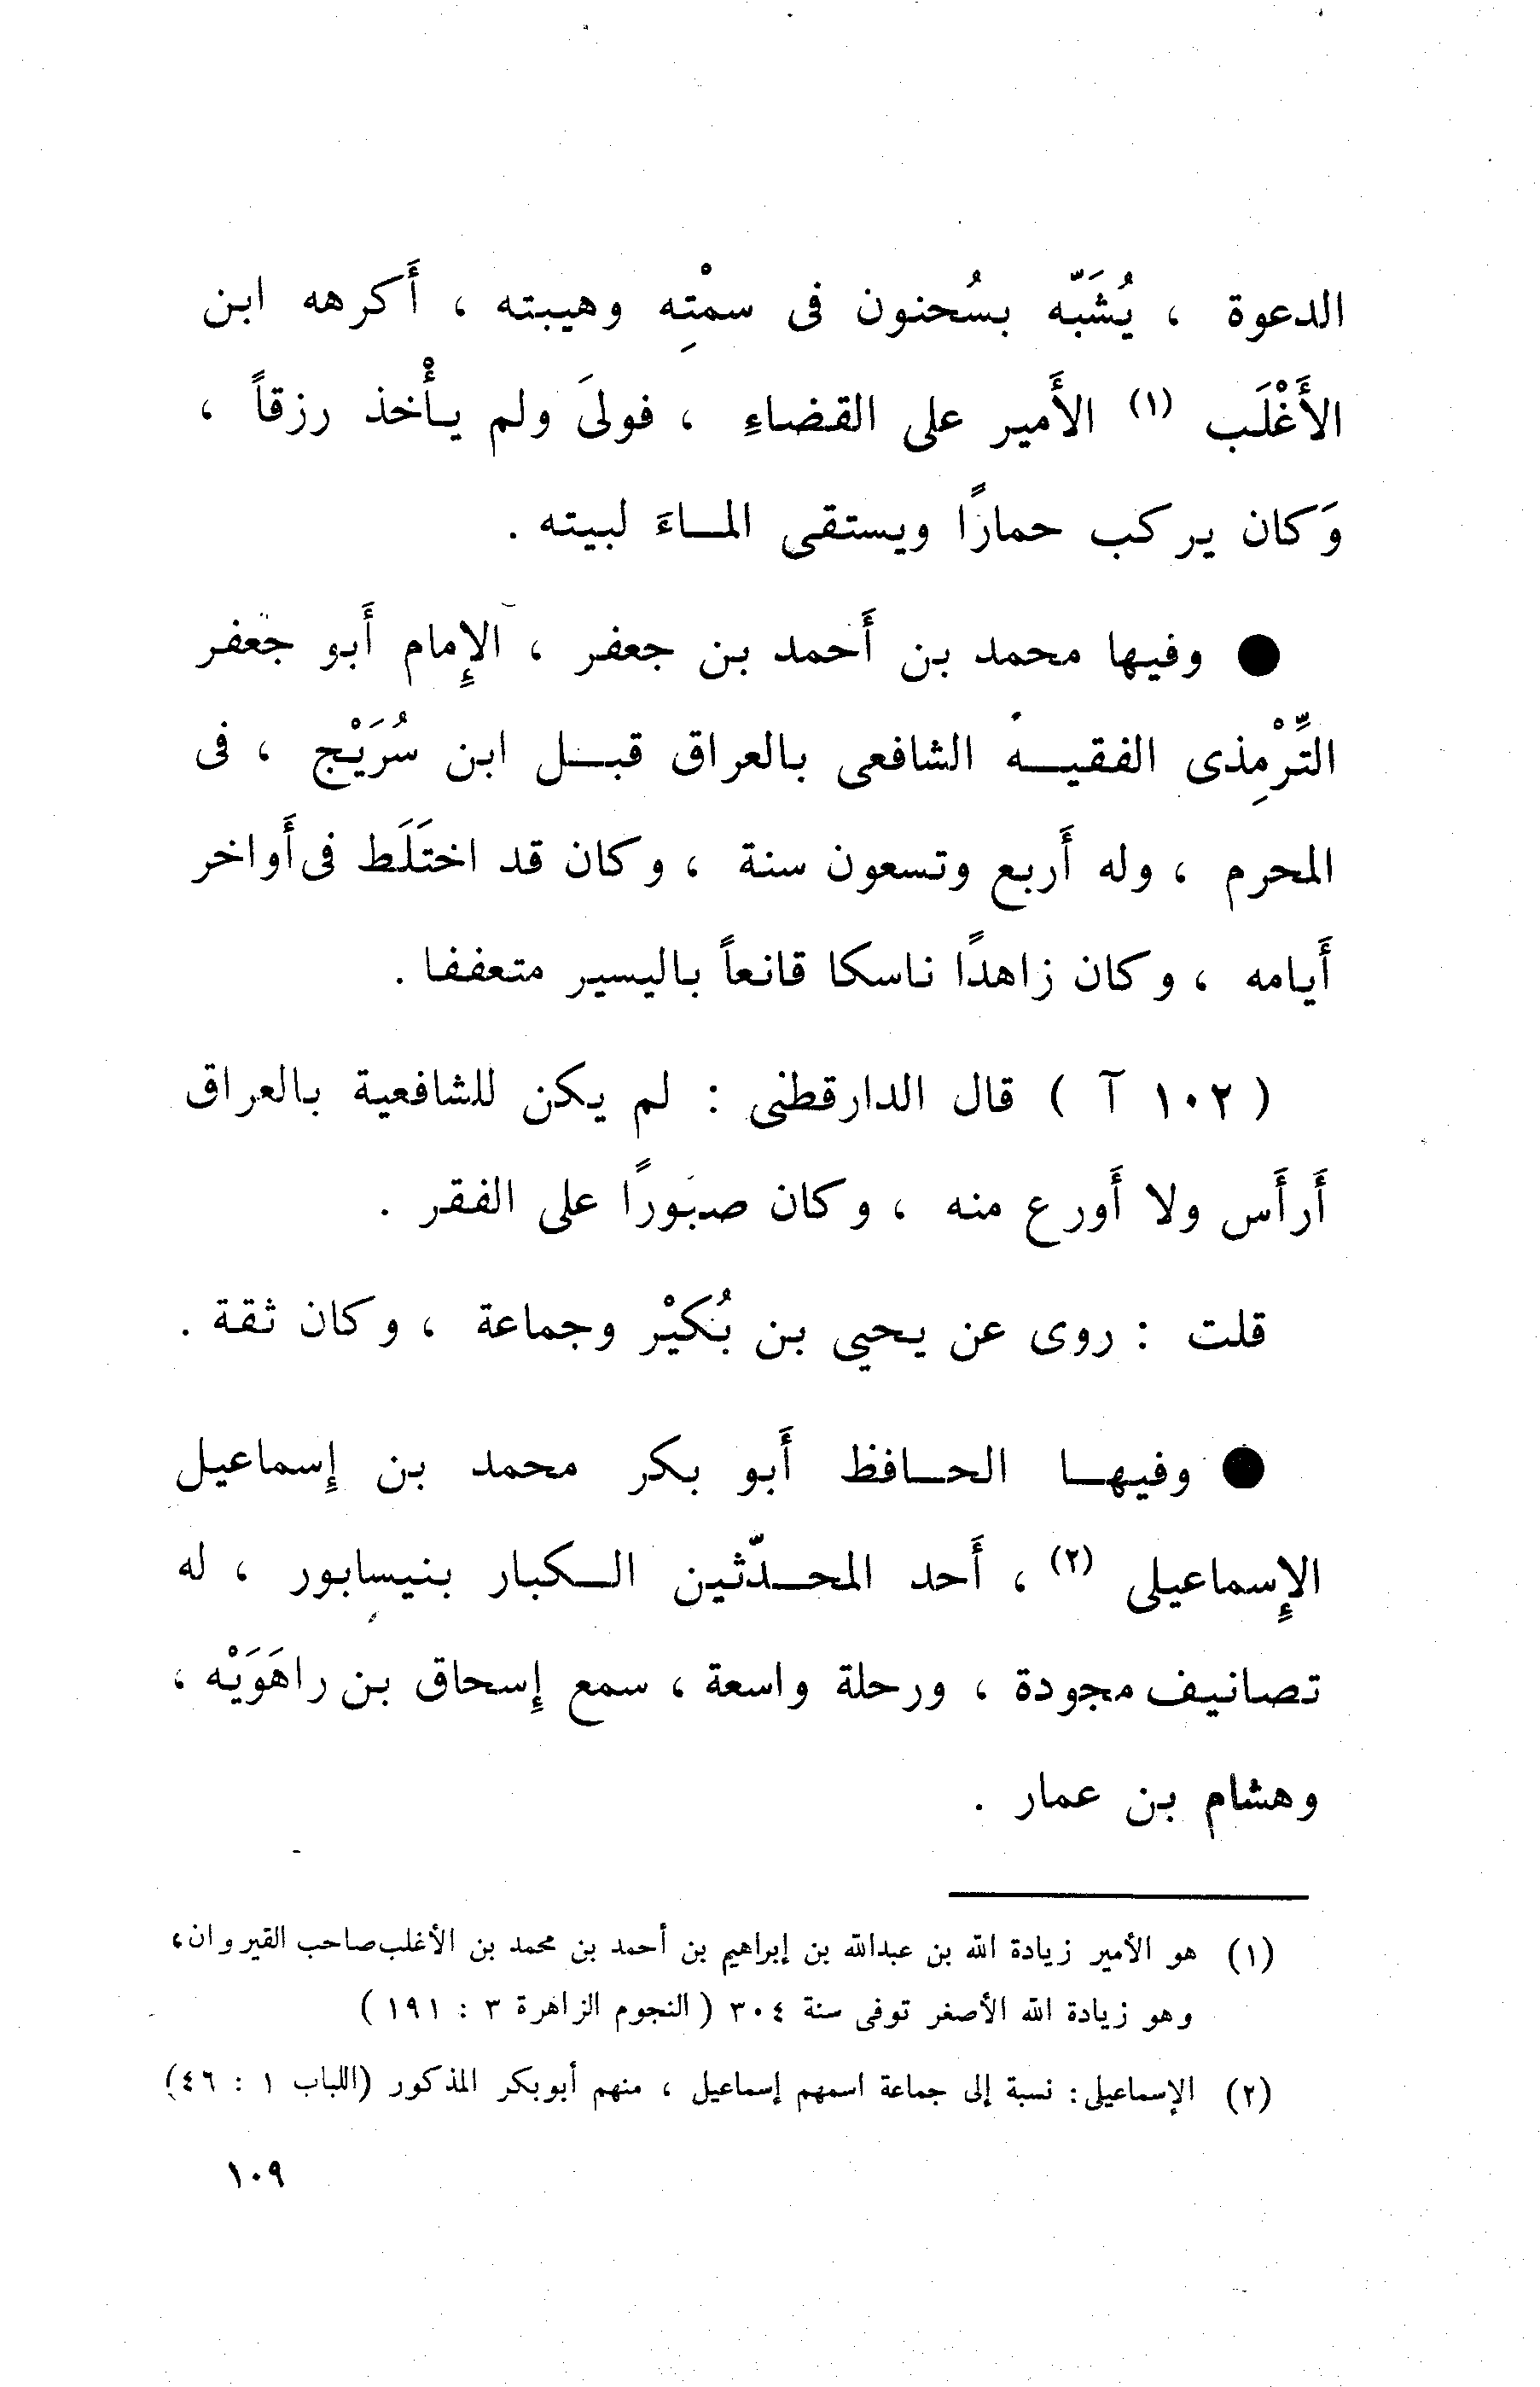 الدعوة ، يُشَبّه بسُحنون فى سمْتِه وهيبته ، أَكرهه ابن
الأَغْلَب (١) الأَمير على القضاءِ ، فولىَ ولم يأْخذ رزقاً ،
وَكان يركب حمارًا ويستقى المـاءَ لبيته .
● وفيها محمد بن أَحمد بن جعفر ، الإِمام أَبو جعفر
التِّرْمِذى الفقيـه الشافعى بالعراق قبـل ابن سُرَيْج ، فى
المحرم ، وله أَربع وتسعون سنة ، وكان قد اختَلَط فى أَواخر
أَيامه ، وكان زاهدًا ناسكا قانعاً باليسير متعففا .
( ١٠٢ آ ) قال الدارقطنى : لم يكن للشافعية بالعراق
أَرأَس ولا أَورع منه ، وكان صبورًا على الفقر .
قلت : روى عن يحيى بن بُكيْر وجماعة ، وكان ثقة .
● وفيهـا الحـافظ أَبو بكر محمد بن إسماعيل
الإِسماعيلى (٢) ، أَحد المحـدّثين الـكبار بنيسابور ، له
تصانيف مجودة ، ورحلة واسعة ، سمع إسحاق بن راهَوَيْه ،
وهشام بن عمار .
(١) هو الأمير زيادة الله بن عبدالله بن إبراهيم بن أحمد بن محمد بن الأغلب صاحب القيروان،
وهو زيادة الله الأصغر توفى سنة ٣٠٤ ( النجوم الزاهرة ٣ : ١٩١ )
(٢) الإسماعيلى : نسبة إلى جماعة اسمهم إسماعيل ، منهم أبوبكر المذكور (اللباب ١ : ٤٦)
١٠٩